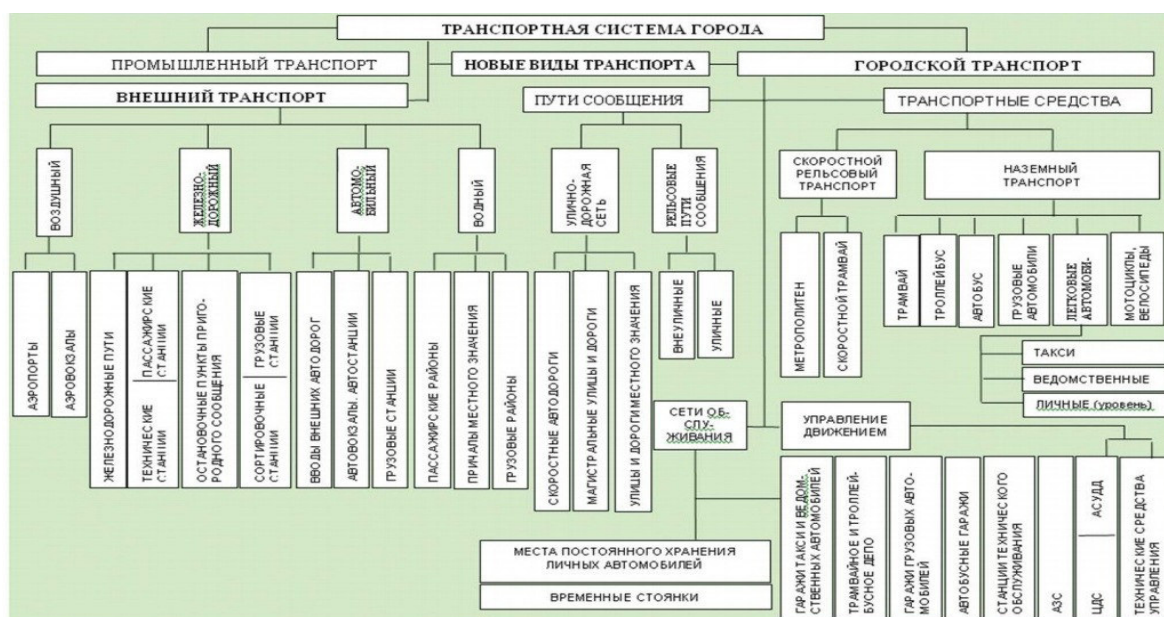 ТРАНСПОРТНАЯ СИСТЕМА ГОРОДА
ПРОМЫШЛЕННЫЙ ТРАНСПОРТ
НОВЫЕ ВИДЫ ТРАНСПОРТА
ГОРОДСКОЙ ТРАНСПОРТ
ВНЕШНИЙ ТРАНСПОРТ
ПУТИ СООБЩЕНИЯ
ТРАНСПОРТНЫЕ СРЕДСТВА
ВОЗДУШНЫЙ
ЖЕЛЕЗНО-
ДОРОЖНЫЙ
АВТОМО-
БИЛЬНЫЙ
ВОДНЫЙ
УЛИЧНО-
ДОРОЖНАЯ
СЕТЬ
РЕЛЬСОВЫЕ
ПУТИ
СООБЩЕНИЯ
СКОРОСТНОЙ
РЕЛЬСОВЫЙ
ТРАНСПОРТ
НАЗЕМНЫЙ
ТРАНСПОРТ
АЭРОПОРТЫ
АЭРОВОКЗАЛЫ
ЖЕЛЕЗНОДОРОЖНЫЕ ПУТИ
ПАССАЖИРСКИЕ
СТАНЦИИ
ТЕХНИЧЕСКИЕ
СТАНЦИИ
ОСТАНОВОЧНЫЕ ПУНКТЫ ПРИГО-
РОДНОГО СООБЩЕНИЯ
ГРУЗОВЫЕ
СТАНЦИИ
СОРТИРОВОЧНЫЕ
СТАНЦИИ
ВВОДЫ ВНЕШНИХ АВТОДОРОГ
АВТОВОКЗАЛЫ. АВТОСТАНЦИИ
ГРУЗОВЫЕ СТАНЦИИ
ПАССАЖИРСКИЕ РАЙОНЫ
ПРИЧАЛЫ МЕСТНОГО ЗНАЧЕНИЯ
ГРУЗОВЫЕ РАЙОНЫ
СКОРОСТНЫЕ АВТОДОРОГИ
МАГИСТРАЛЬНЫЕ УЛИЦЫ И ДОРОГИ
УЛИЦЫ И ДОРОГИ МЕСТНОГО ЗНАЧЕНИЯ
ВНЕУЛИЧНЫЕ
УЛИЧНЫЕ
МЕТРОПОЛИТЕН
СКОРОСТНОЙ ТРАМВАЙ
ТРАМВАЙ
ТРОЛЛЕЙБУС
АВТОБУС
ГРУЗОВЫЕ
АВТОМОБИЛИ
ЛЕГКОВЫЕ
АВТОМОБИ-
МОТОЦИКЛЫ,
ВЕЛОСИПЕДЫ
ТАКСИ
ВЕДОМСТВЕННЫЕ
ЛИЧНЫЕ (уровень)
СЕТИ ОБ-
СЛУ-
ЖИВАНИЯ
УПРАВЛЕНИЕ
ДВИЖЕНИЕМ
МЕСТА ПОСТОЯННОГО ХРАНЕНИЯ
ЛИЧНЫХ АВТОМОБИЛЕЙ
ВРЕМЕННЫЕ СТОЯНКИ
ГАРАЖИ ТАКСИ И ВЕДОМ-
СТВЕННЫХ АВТОМОБИЛЕЙ
ТРАМВАЙНОЕ И ТРОЛЛЕЙ-
БУСНОЕ ДЕПО
ГАРАЖИ ГРУЗОВЫХ АВТО-
МОБИЛЕЙ
АВТОБУСНЫЕ ГАРАЖИ
СТАНЦИИ ТЕХНИЧЕСКОГО
ОБСЛУЖИВАНИЯ
АЗС
АСУДД
ЦДС
ТЕХНИЧЕСКИЕ СРЕДСТВА
УПРАВЛЕНИЯ